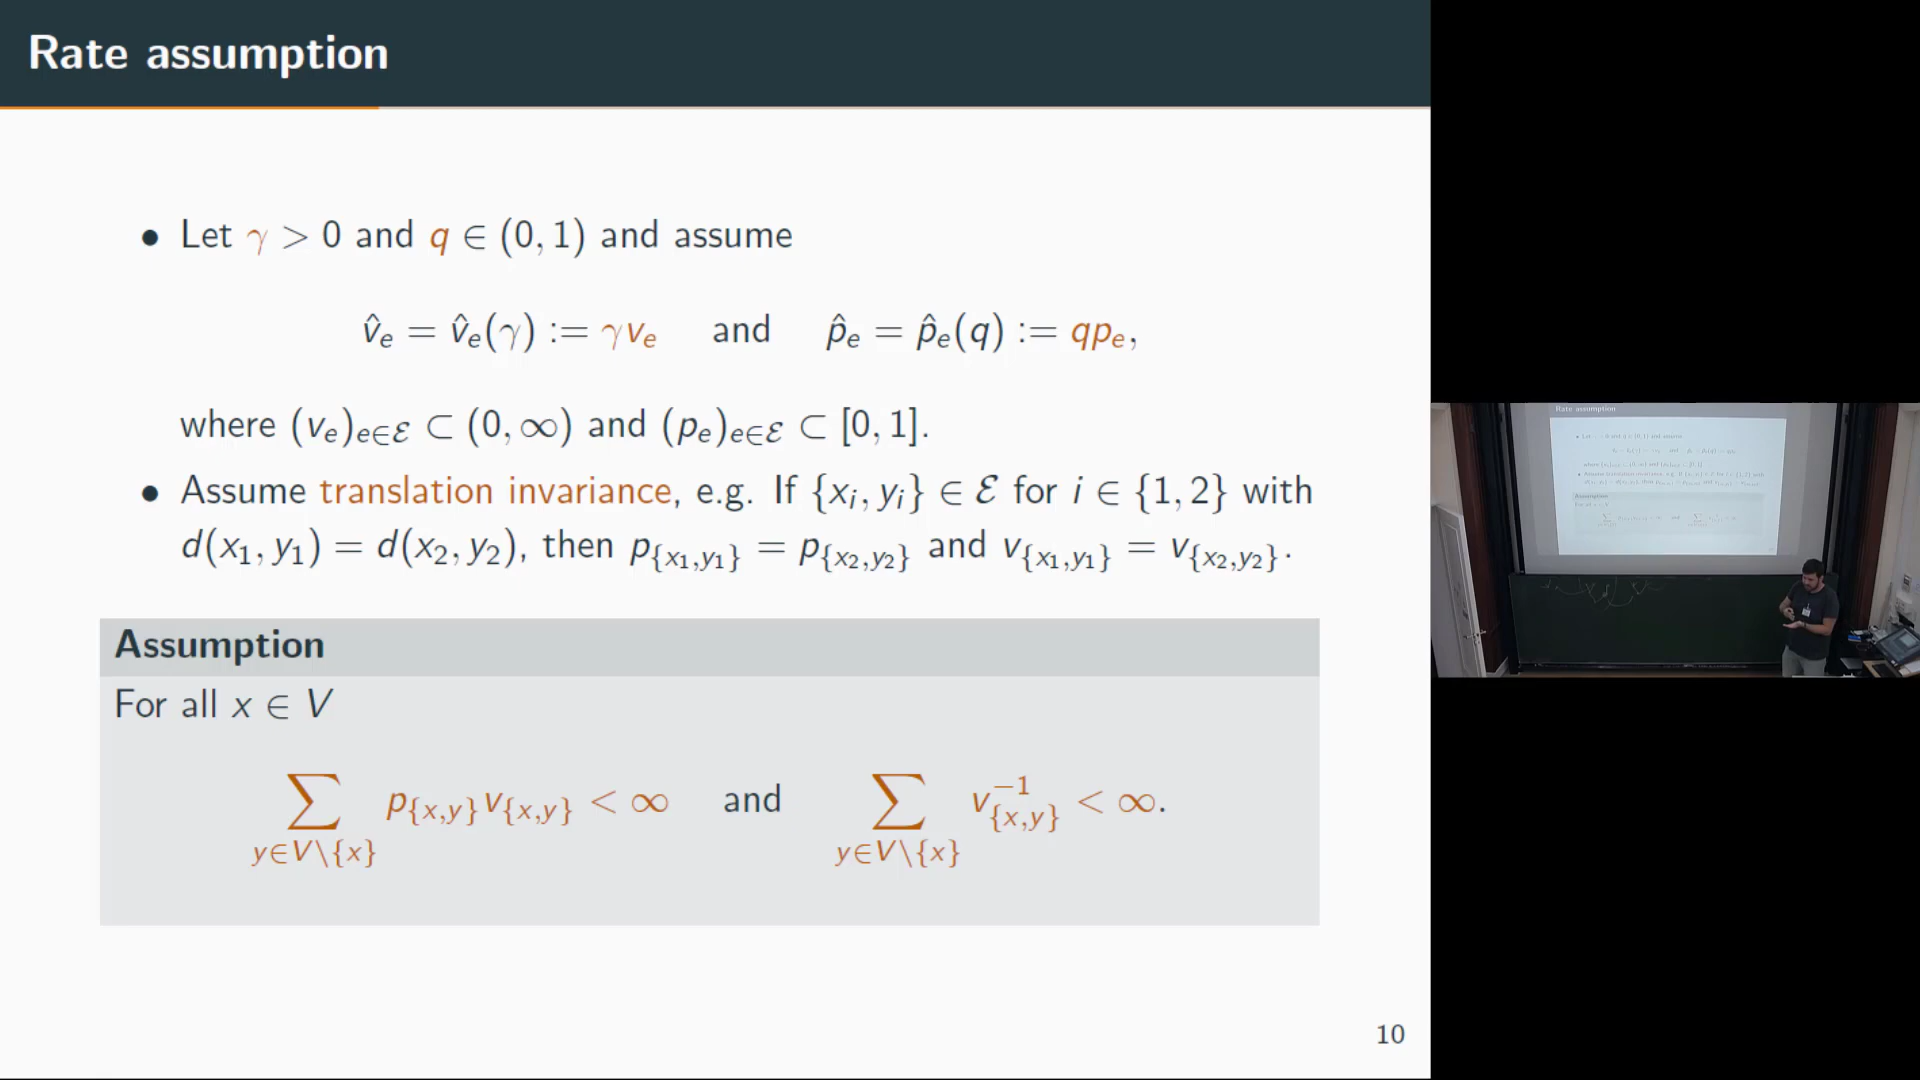 Rate assumption
• Let γ > 0 and q ∈ (0, 1) and assume
v̂_e = v̂_e(γ) := γv_e and p̂_e = p̂_e(q) := qp_e,
where (v_e)_{e∈ℰ} ⊂ (0, ∞) and (p_e)_{e∈ℰ} ⊂ [0, 1].
• Assume translation invariance, e.g. If {x_i, y_i} ∈ ℰ for i ∈ {1, 2} with
d(x_1, y_1) = d(x_2, y_2), then p_{{x_1,y_1}} = p_{{x_2,y_2}} and v_{{x_1,y_1}} = v_{{x_2,y_2}}.
Assumption
For all x ∈ V
∑_{y∈V\{x}} p_{{x,y}} v_{{x,y}} < ∞ and ∑_{y∈V\{x}} v_{{x,y}}^{-1} < ∞.
10
Rate assumption